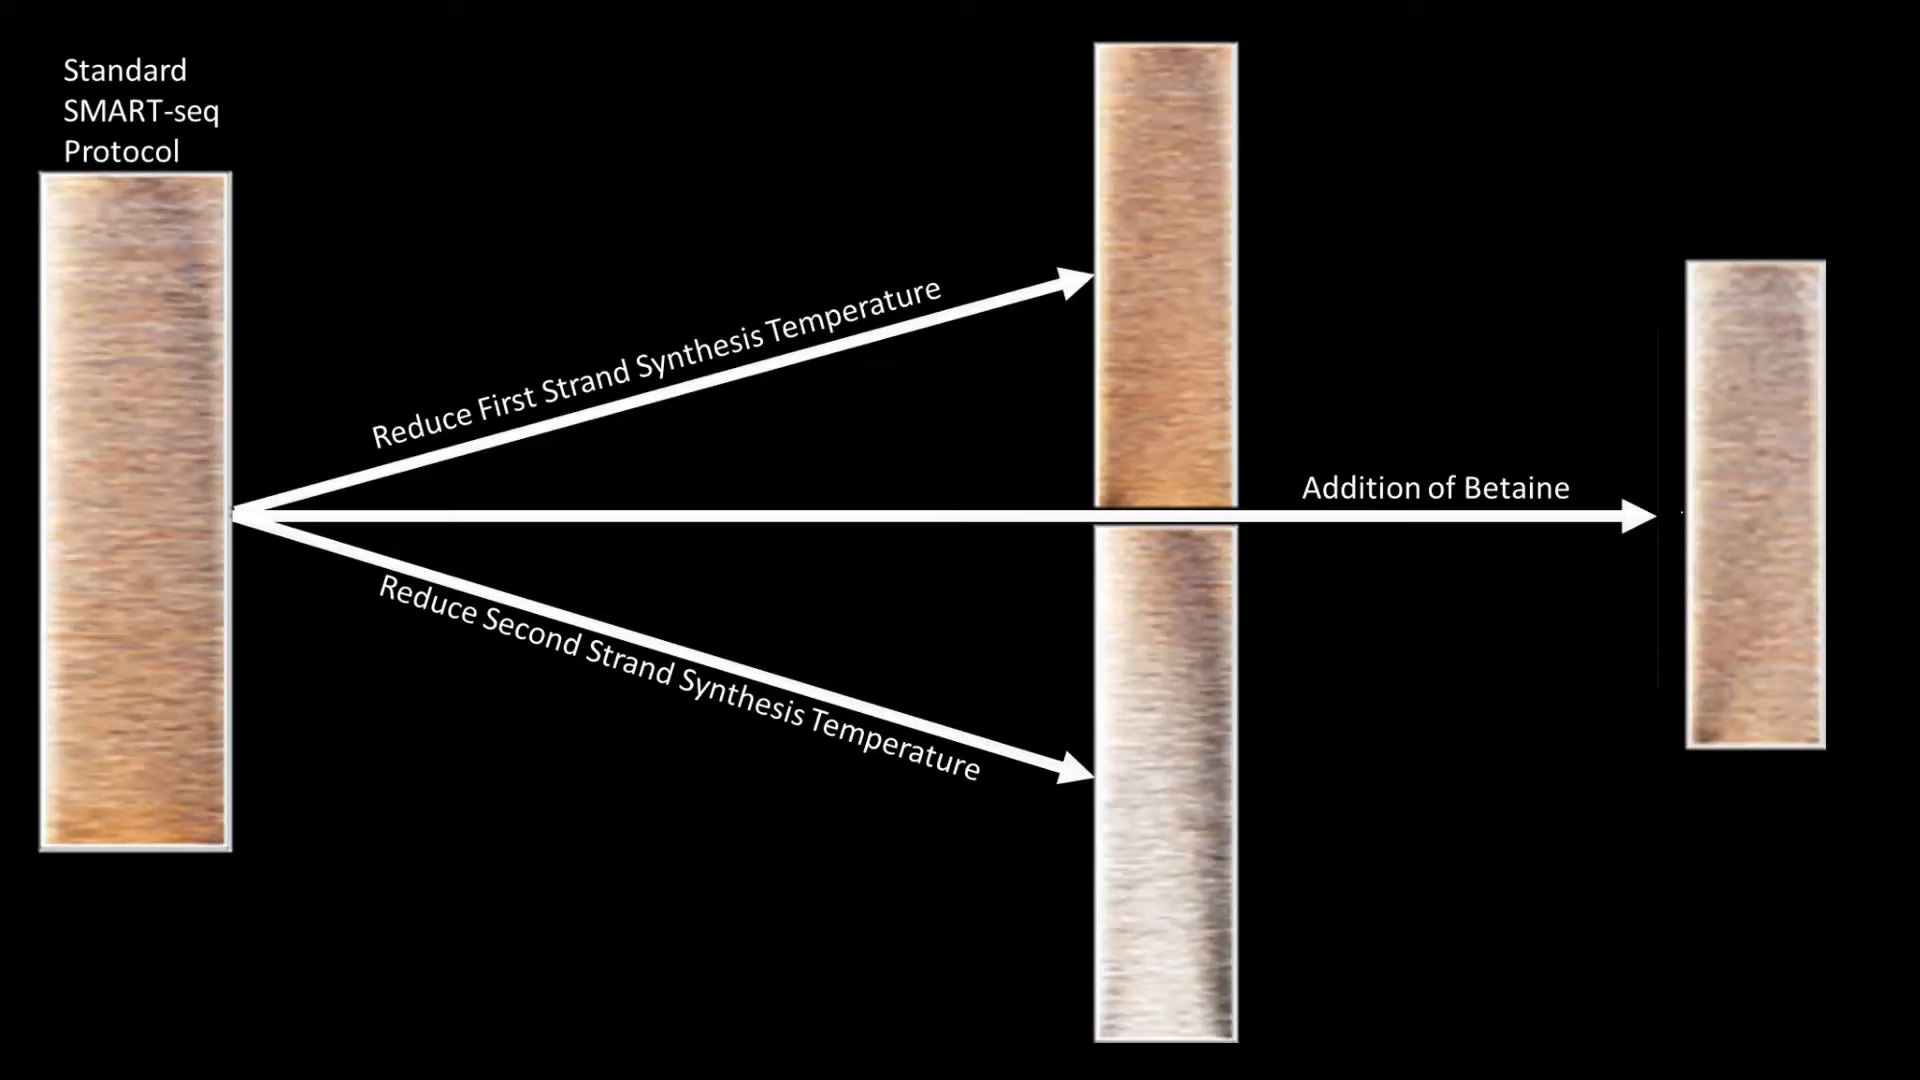 Standard
SMART-seq
Protocol
Reduce First Strand Synthesis Temperature
Addition of Betaine
Reduce Second Strand Synthesis Temperature